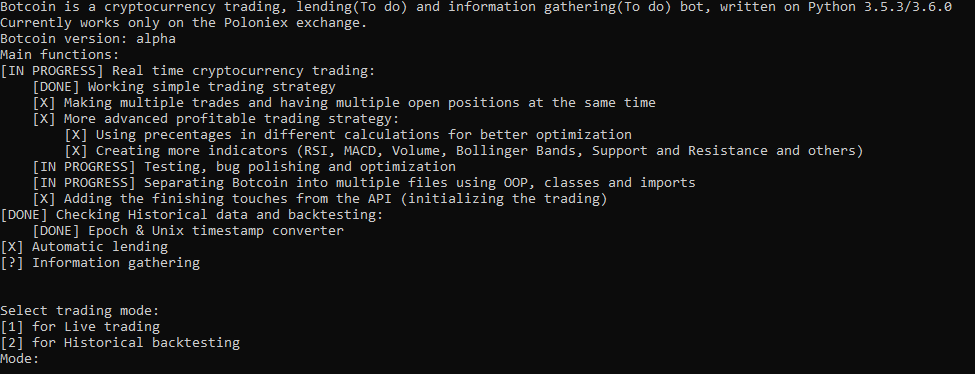 Botcoin is a cryptocurrency trading, lending(To do) and information gathering(To do) bot, written on Python 3.5.3/3.6.0
Currently works only on the Poloniex exchange.
Botcoin version: alpha
Main functions:
[IN PROGRESS] Real time cryptocurrency trading:
    [DONE] Working simple trading strategy
    [X] Making multiple trades and having multiple open positions at the same time
    [X] More advanced profitable trading strategy:
        [X] Using precentages in different calculations for better optimization
        [X] Creating more indicators (RSI, MACD, Volume, Bollinger Bands, Support and Resistance and others)
    [IN PROGRESS] Testing, bug polishing and optimization
    [IN PROGRESS] Separating Botcoin into multiple files using OOP, classes and imports
    [X] Adding the finishing touches from the API (initializing the trading)
[DONE] Checking Historical data and backtesting:
    [DONE] Epoch & Unix timestamp converter
[X] Automatic lending
[?] Information gathering
Select trading mode:
[1] for Live trading
[2] for Historical backtesting
Mode: